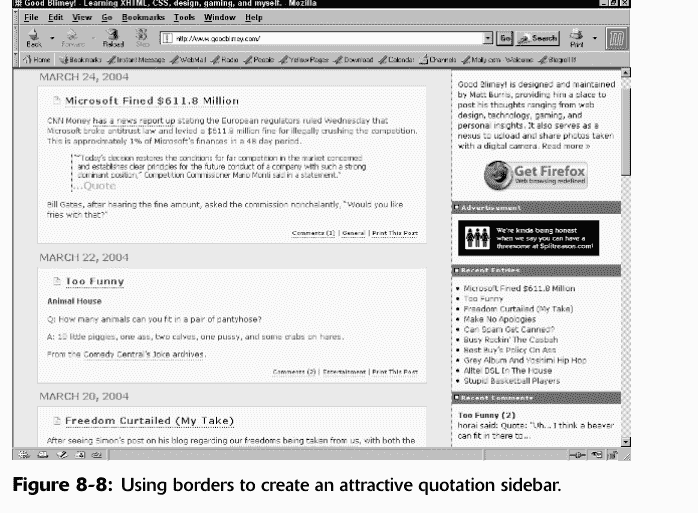 Good Blimey! - Learning XHTML, CSS, design, gaming, and myself. Mozilla
File Edit View Go Bookmarks Tools Window Help
Back Forward Reload Stop http://www.goodblimey.com/ Go Search Print
Home Bookmarks Instant Message WebMail Radio People Yellow Pages Download Calendar Channels Molly.com Welcome Blogroll It!
MARCH 24, 2004
Microsoft Fined $611.8 Million
CNN Money has a news report up stating the European regulators ruled Wednesday that
Microsoft broke antitrust law and levied a $611.8 million fine for illegally crushing the competition.
This is approximately 1% of Microsoft's finances in a 48 day period.
"Today's decision restores the conditions for fair competition in the market concerned
and establishes clear principles for the future conduct of a company with such a strong
dominant position," Competition Commissioner Mario Monti said in a statement."
...Quote
Bill Gates, after hearing the fine amount, asked the commission nonchalantly, "Would you like
fries with that?"
Comments (3) | General | Print This Post
MARCH 22, 2004
Too Funny
Animal House
Q: How many animals can you fit in a pair of pantyhose?
A: 10 little piggies, one ass, two calves, one pussy, and some crabs on hares.
From the Comedy Central's Joke archives.
Comments (2) | Entertainment | Print This Post
MARCH 20, 2004
Freedom Curtailed (My Take)
After seeing Simon's post on his blog regarding our freedoms being taken from us, with both the
Good Blimey! is designed and maintained
by Matt Burris, providing him a place to
post his thoughts ranging from web
design, technology, gaming, and
personal insights. It also serves as a
nexus to upload and share photos taken
with a digital camera. Read more »
Get Firefox
Web browsing redefined
Advertisement
We're kinda being honest
when we say you can have a
threesome at Splitreason.com!
Recent Entries
Microsoft Fined $611.8 Million
Too Funny
Freedom Curtailed (My Take)
Make No Apologies
Can Spam Get Canned?
Busy Rockin' The Casbah
Best Buy's Policy On Ass
Grey Album And Yoshimi Hip Hop
Alltel DSL In The House
Stupid Basketball Players
Recent Comments
Too Funny (2)
horai said: Quote: "Uh... I think a beaver
can fit in there to...
Figure 8-8: Using borders to create an attractive quotation sidebar.